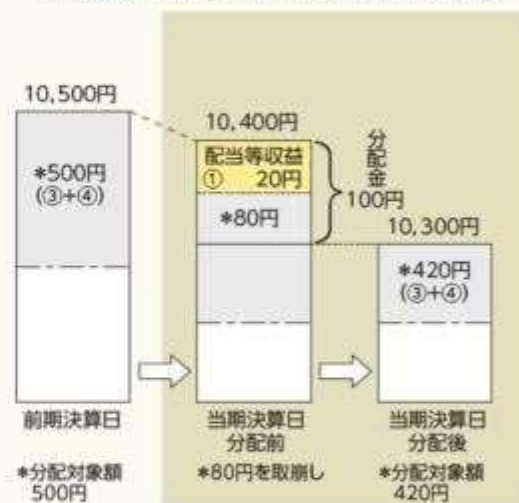 10,500円
*500円
(③+④)
前期決算日
*分配対象額
500円
10,400円
配当等収益
① 20円
*80円
分配金
100円
当期決算日
分配前
*80円を取崩し
10,300円
*420円
(③+④)
当期決算日
分配後
*分配対象額
420円